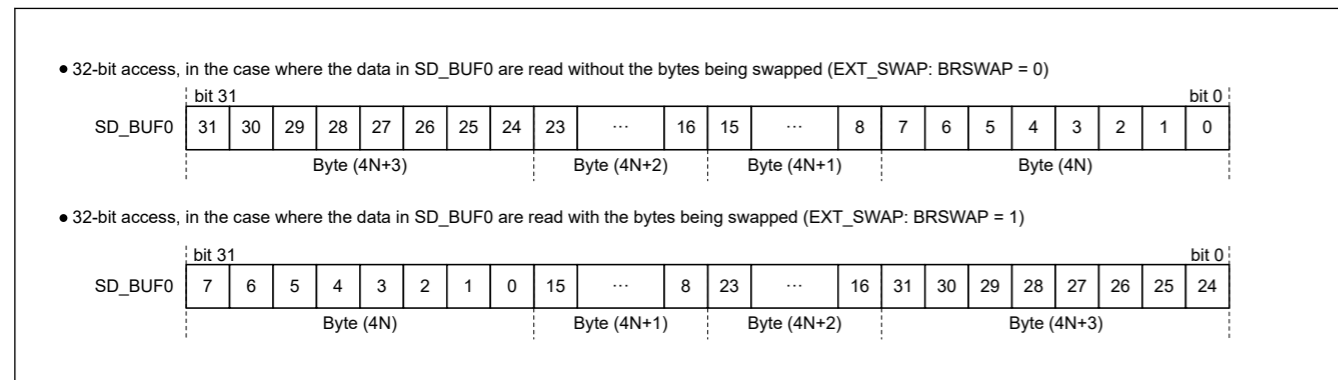 ● 32-bit access, in the case where the data in SD_BUF0 are read without the bytes being swapped (EXT_SWAP: BRSWAP = 0)
bit 31 bit 0
SD_BUF0 31 30 29 28 27 26 25 24 23 ··· 16 15 ··· 8 7 6 5 4 3 2 1 0
Byte (4N+3) Byte (4N+2) Byte (4N+1) Byte (4N)
● 32-bit access, in the case where the data in SD_BUF0 are read with the bytes being swapped (EXT_SWAP: BRSWAP = 1)
bit 31 bit 0
SD_BUF0 7 6 5 4 3 2 1 0 15 ··· 8 23 ··· 16 31 30 29 28 27 26 25 24
Byte (4N) Byte (4N+1) Byte (4N+2) Byte (4N+3)